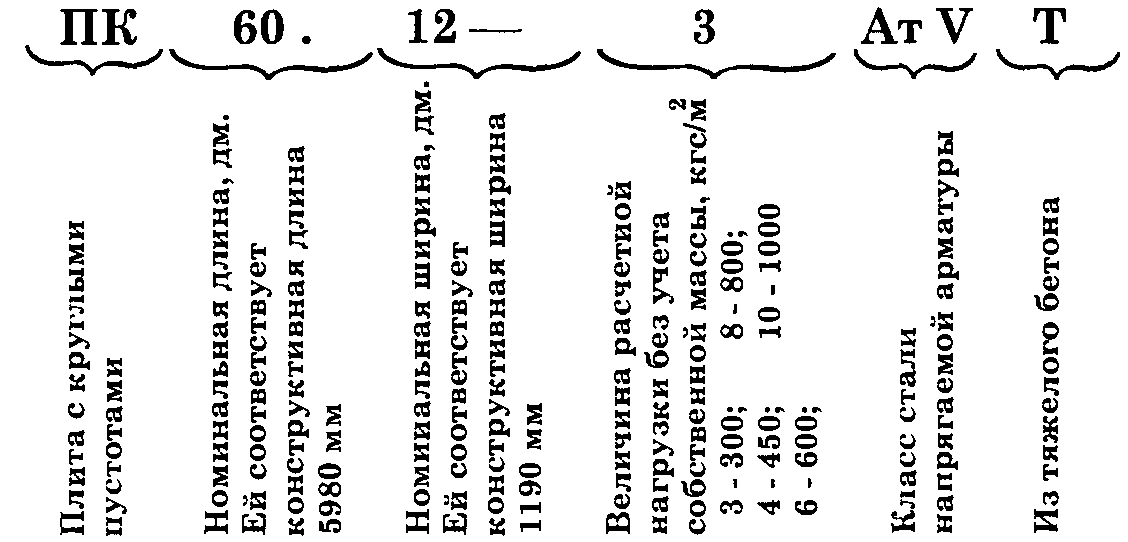 ПК 60 . 12 — 3 Ат V Т
Плита с круглыми
пустотами
Номинальная длина, дм.
Ей соответствует
конструктивная длина
5980 мм
Номииальная ширина, дм.
Ей соответствует
конструктивная ширина
1190 мм
Величина расчетиой
нагрузки без учета
собственной массы, кгс/м²
3 - 300; 8 - 800;
4 - 450; 10 - 1000
6 - 600;
Класс стали
напрягаемой арматуры
Из тяжелого бетона